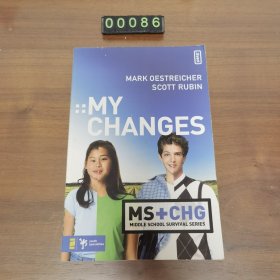 00086
MARK OESTREICHER
SCOTT RUBIN
::MY
CHANGES
MS+CHG
MIDDLE SCHOOL SURVIVAL SERIES